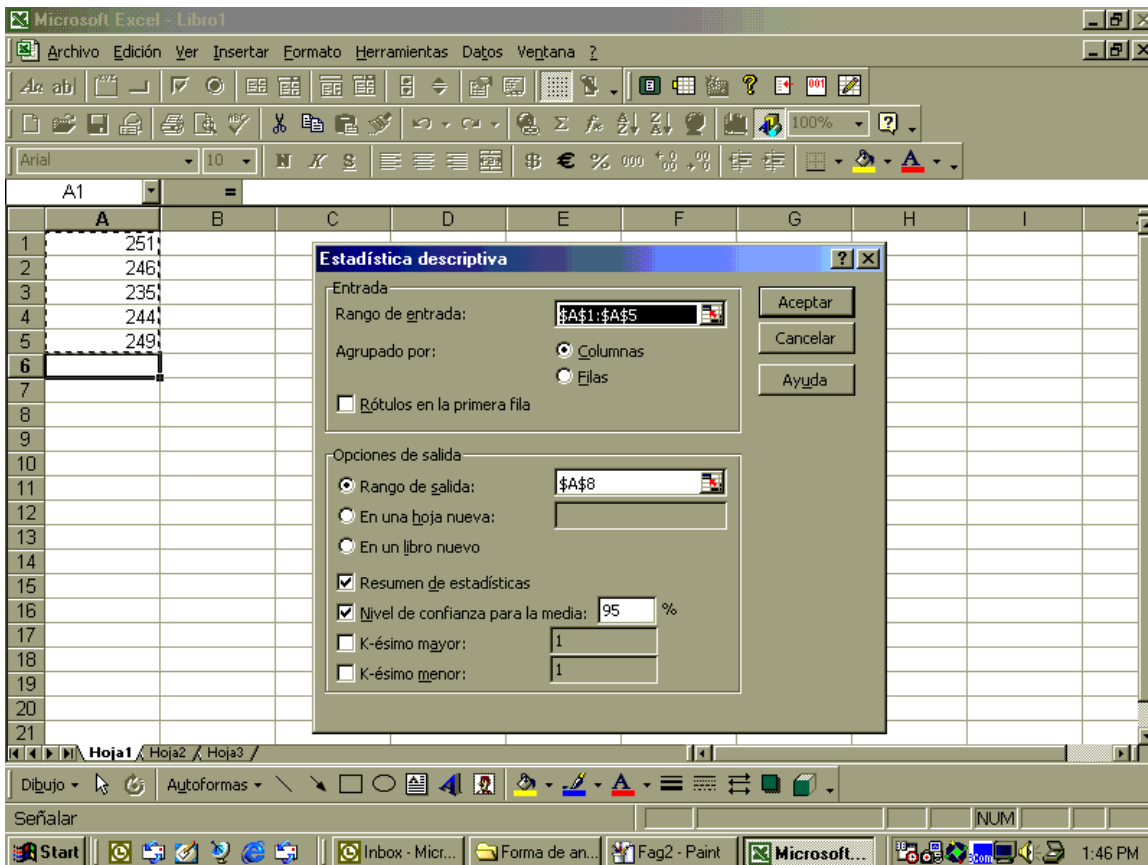 Microsoft Excel - Libro1
Archivo Edición Ver Insertar Formato Herramientas Datos Ventana ?
Aa ab|
100%
Arial 10 N K S € % 000
A1 =
A B C D E F G H I
1 251
2 246
3 235
4 244
5 249
6
7
8
9
10
11
12
13
14
15
16
17
18
19
20
21
Estadística descriptiva ?
Entrada
Rango de entrada: $A$1:$A$5
Agrupado por: Columnas
Filas
Rótulos en la primera fila
Aceptar
Cancelar
Ayuda
Opciones de salida
Rango de salida: $A$8
En una hoja nueva:
En un libro nuevo
Resumen de estadísticas
Nivel de confianza para la media: 95 %
K-ésimo mayor: 1
K-ésimo menor: 1
Hoja1 Hoja2 Hoja3
Dibujo Autoformas
Señalar NUM
Start Inbox - Micr... Forma de an... Fag2 - Paint Microsoft... 1:46 PM